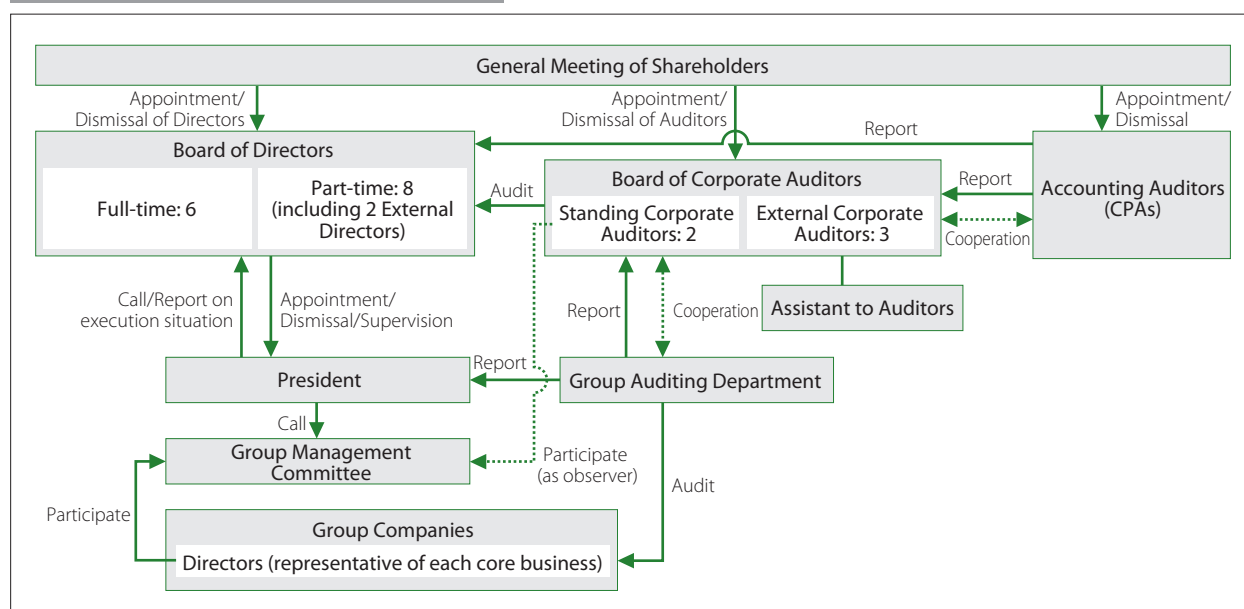 General Meeting of Shareholders
Appointment/
Dismissal of Directors
Appointment/
Dismissal of Auditors
Appointment/
Dismissal
Report
Board of Directors
Full-time: 6
Part-time: 8
(including 2 External
Directors)
Audit
Board of Corporate Auditors
Standing Corporate
Auditors: 2
External Corporate
Auditors: 3
Report
Cooperation
Accounting Auditors
(CPAs)
Call/Report on
execution situation
Appointment/
Dismissal/Supervision
Report
Cooperation
Assistant to Auditors
President
Report
Group Auditing Department
Call
Group Management
Committee
Participate
(as observer)
Audit
Participate
Group Companies
Directors (representative of each core business)